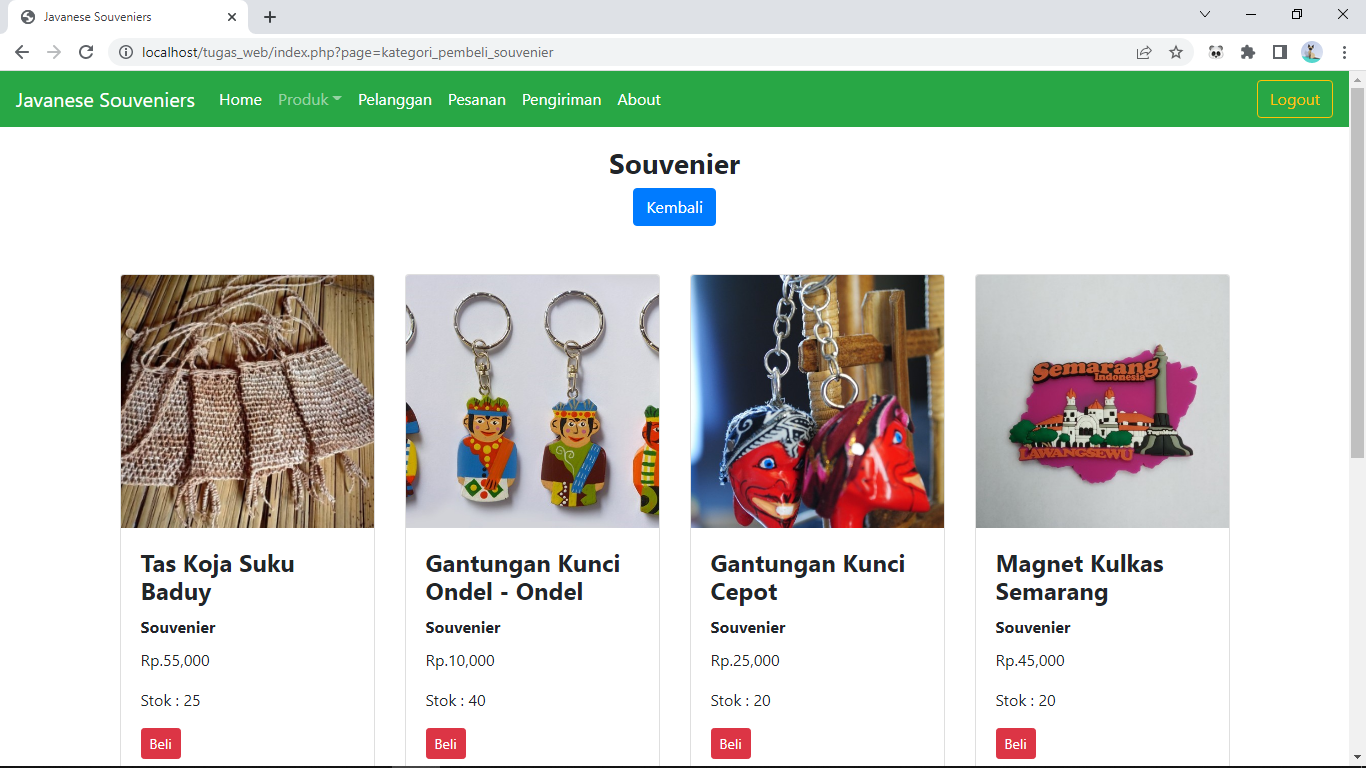 Javanese Souveniers
localhost/tugas_web/index.php?page=kategori_pembeli_souvenier
Javanese Souveniers Home Produk Pelanggan Pesanan Pengiriman About Logout
Souvenier
Kembali
Semarang
Indonesia
LAWANGSEWU
Tas Koja Suku
Baduy
Souvenier
Rp.55,000
Stok : 25
Beli
Gantungan Kunci
Ondel - Ondel
Souvenier
Rp.10,000
Stok : 40
Beli
Gantungan Kunci
Cepot
Souvenier
Rp.25,000
Stok : 20
Beli
Magnet Kulkas
Semarang
Souvenier
Rp.45,000
Stok : 20
Beli